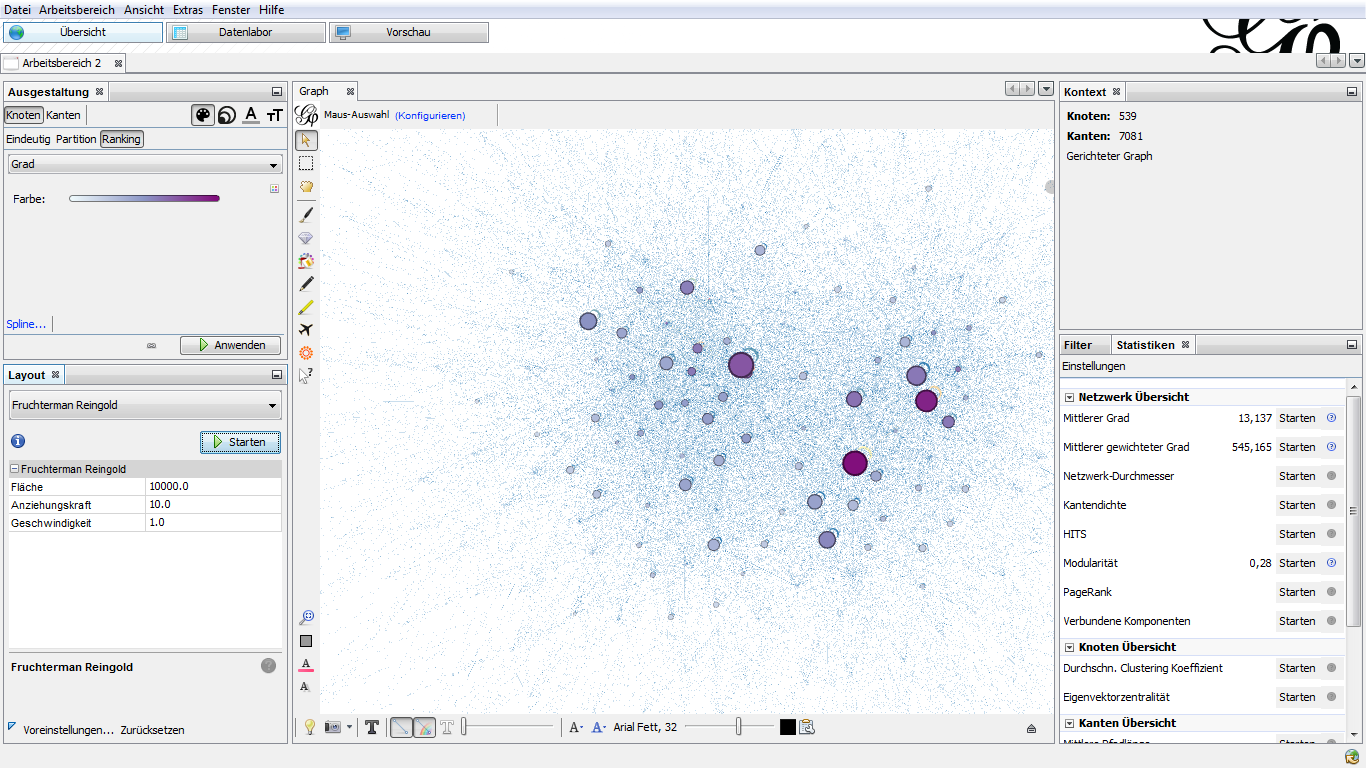 Datei Arbeitsbereich Ansicht Extras Fenster Hilfe
Übersicht Datenlabor Vorschau
Arbeitsbereich 2
Ausgestaltung
Knoten Kanten
Eindeutig Partition Ranking
Grad
Farbe:
Spline...
Anwenden
Layout
Fruchterman Reingold
Starten
Fruchterman Reingold
Fläche 10000.0
Anziehungskraft 10.0
Geschwindigkeit 1.0
Fruchterman Reingold
Voreinstellungen... Zurücksetzen
Graph
Maus-Auswahl (Konfigurieren)
Arial Fett, 32
Kontext
Knoten: 539
Kanten: 7081
Gerichteter Graph
Filter Statistiken
Einstellungen
Netzwerk Übersicht
Mittlerer Grad 13,137 Starten
Mittlerer gewichteter Grad 545,165 Starten
Netzwerk-Durchmesser Starten
Kantendichte Starten
HITS Starten
Modularität 0,28 Starten
PageRank Starten
Verbundene Komponenten Starten
Knoten Übersicht
Durchschn. Clustering Koeffizient Starten
Eigenvektorzentralität Starten
Kanten Übersicht
Mittlere Pfadlänge Starten